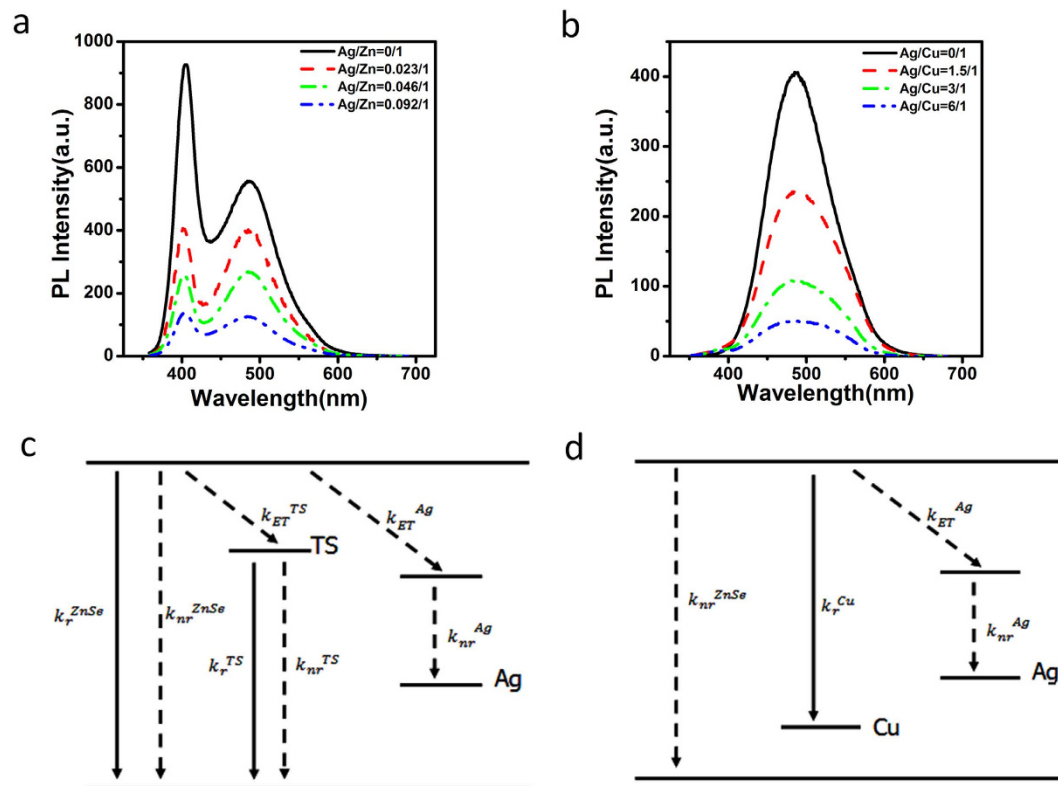 a
1000
800
600
400
200
0
PL Intensity(a.u.)
Ag/Zn=0/1
Ag/Zn=0.023/1
Ag/Zn=0.046/1
Ag/Zn=0.092/1
400 500 600 700
Wavelength(nm)
b
400
300
200
100
0
PL Intensity(a.u.)
Ag/Cu=0/1
Ag/Cu=1.5/1
Ag/Cu=3/1
Ag/Cu=6/1
400 500 600 700
Wavelength(nm)
c
k_r^ZnSe
k_nr^ZnSe
k_ET^TS
TS
k_r^TS
k_nr^TS
k_ET^Ag
k_nr^Ag
Ag
d
k_nr^ZnSe
k_r^Cu
Cu
k_ET^Ag
k_nr^Ag
Ag